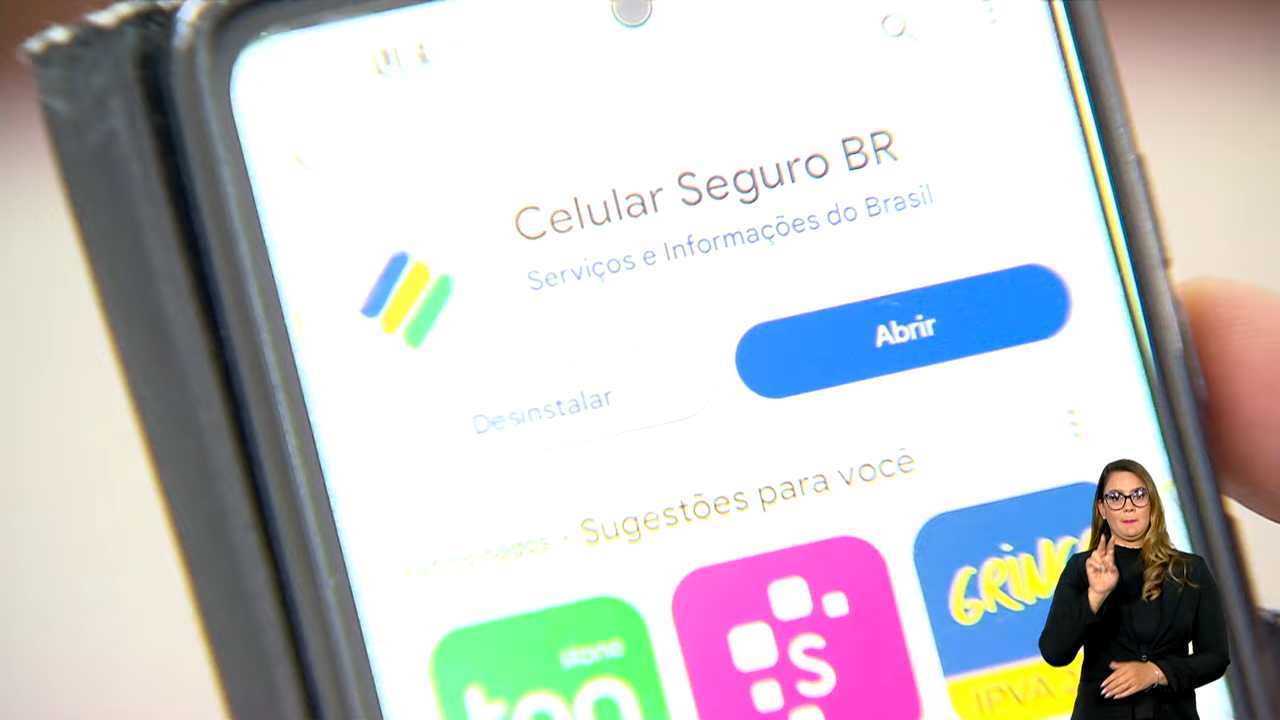 Celular Seguro BR
Serviços e Informações do Brasil
Abrir
Desinstalar
Sugestões para você
stone
ton
S
GRING
IPVA